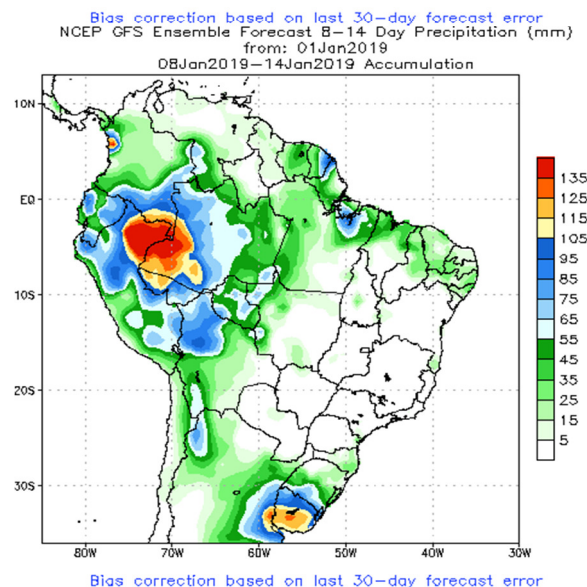 Bias correction based on last 30-day forecast error
NCEP GFS Ensemble Forecast 8-14 Day Precipitation (mm)
from: 01Jan2019
08Jan2019-14Jan2019 Accumulation
10N
EQ
10S
20S
30S
80W 70W 60W 50W 40W 30W
135
125
115
105
95
85
75
65
55
45
35
25
15
5
Bias correction based on last 30-day forecast error